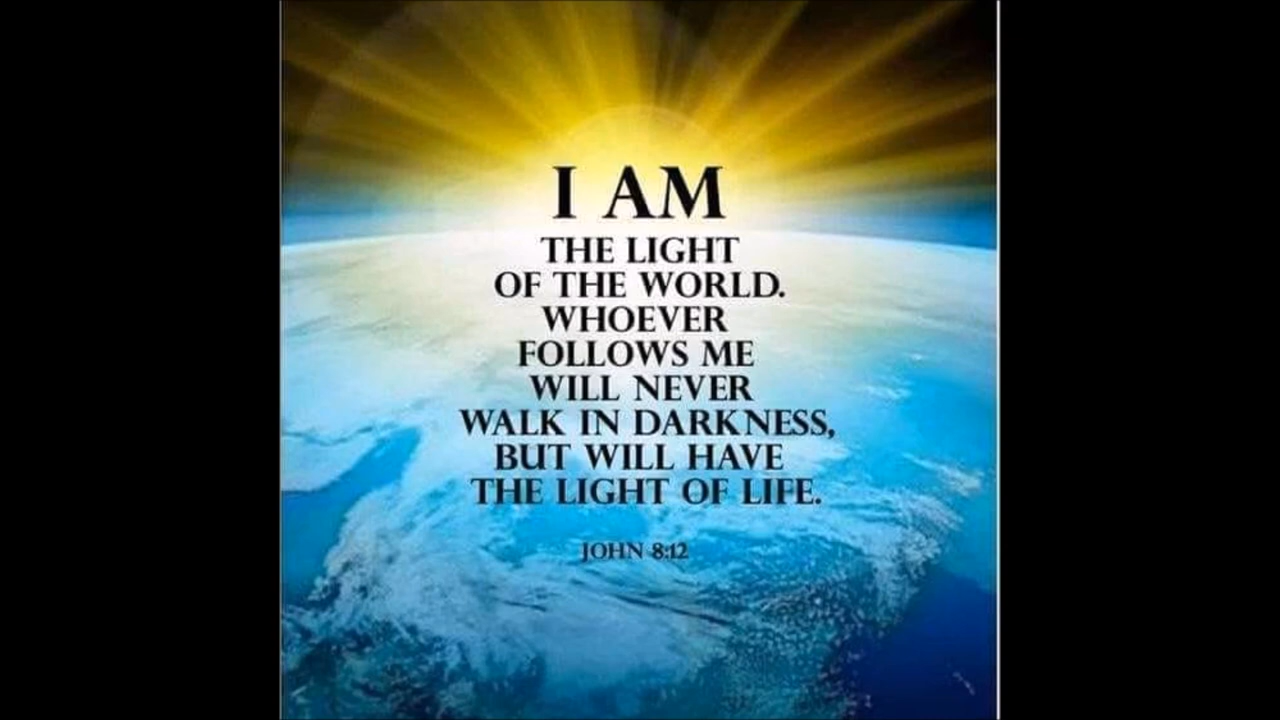 I AM
THE LIGHT
OF THE WORLD.
WHOEVER
FOLLOWS ME
WILL NEVER
WALK IN DARKNESS,
BUT WILL HAVE
THE LIGHT OF LIFE.
JOHN 8:12